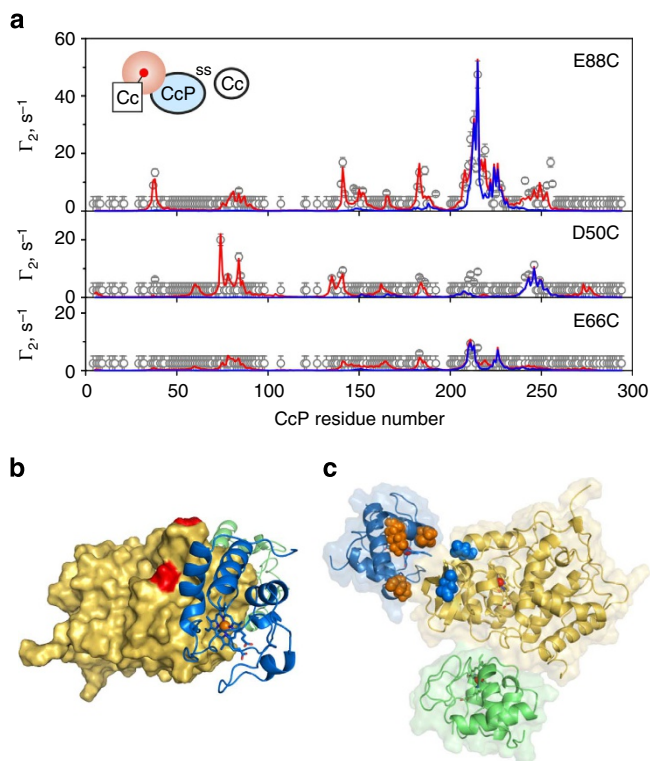 a
60
E88C
ss
Cc
CcP
Cc
40
Γ₂, s⁻¹
20
0
D50C
20
Γ₂, s⁻¹
0
E66C
20
Γ₂, s⁻¹
0
0 50 100 150 200 250 300
CcP residue number
b
c